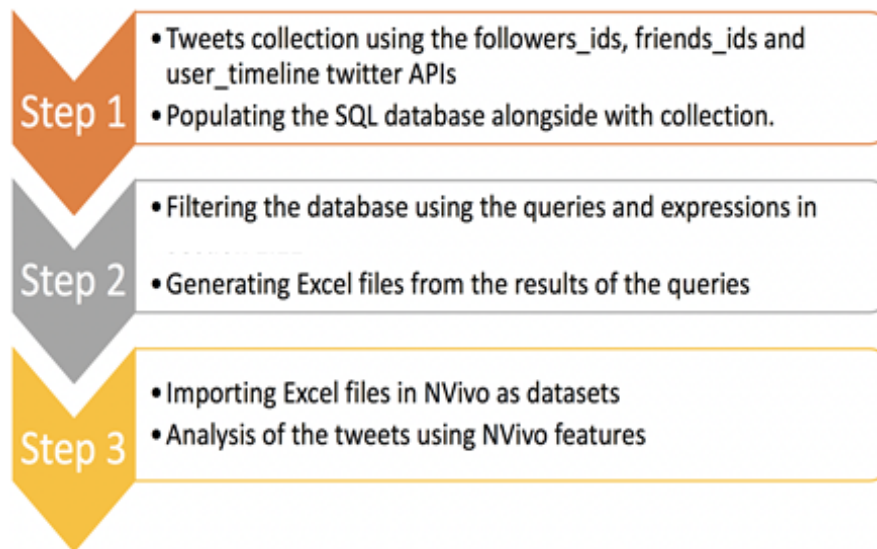 Step 1
• Tweets collection using the followers_ids, friends_ids and
user_timeline twitter APIs
• Populating the SQL database alongside with collection.
Step 2
• Filtering the database using the queries and expressions in
• Generating Excel files from the results of the queries
Step 3
• Importing Excel files in NVivo as datasets
• Analysis of the tweets using NVivo features